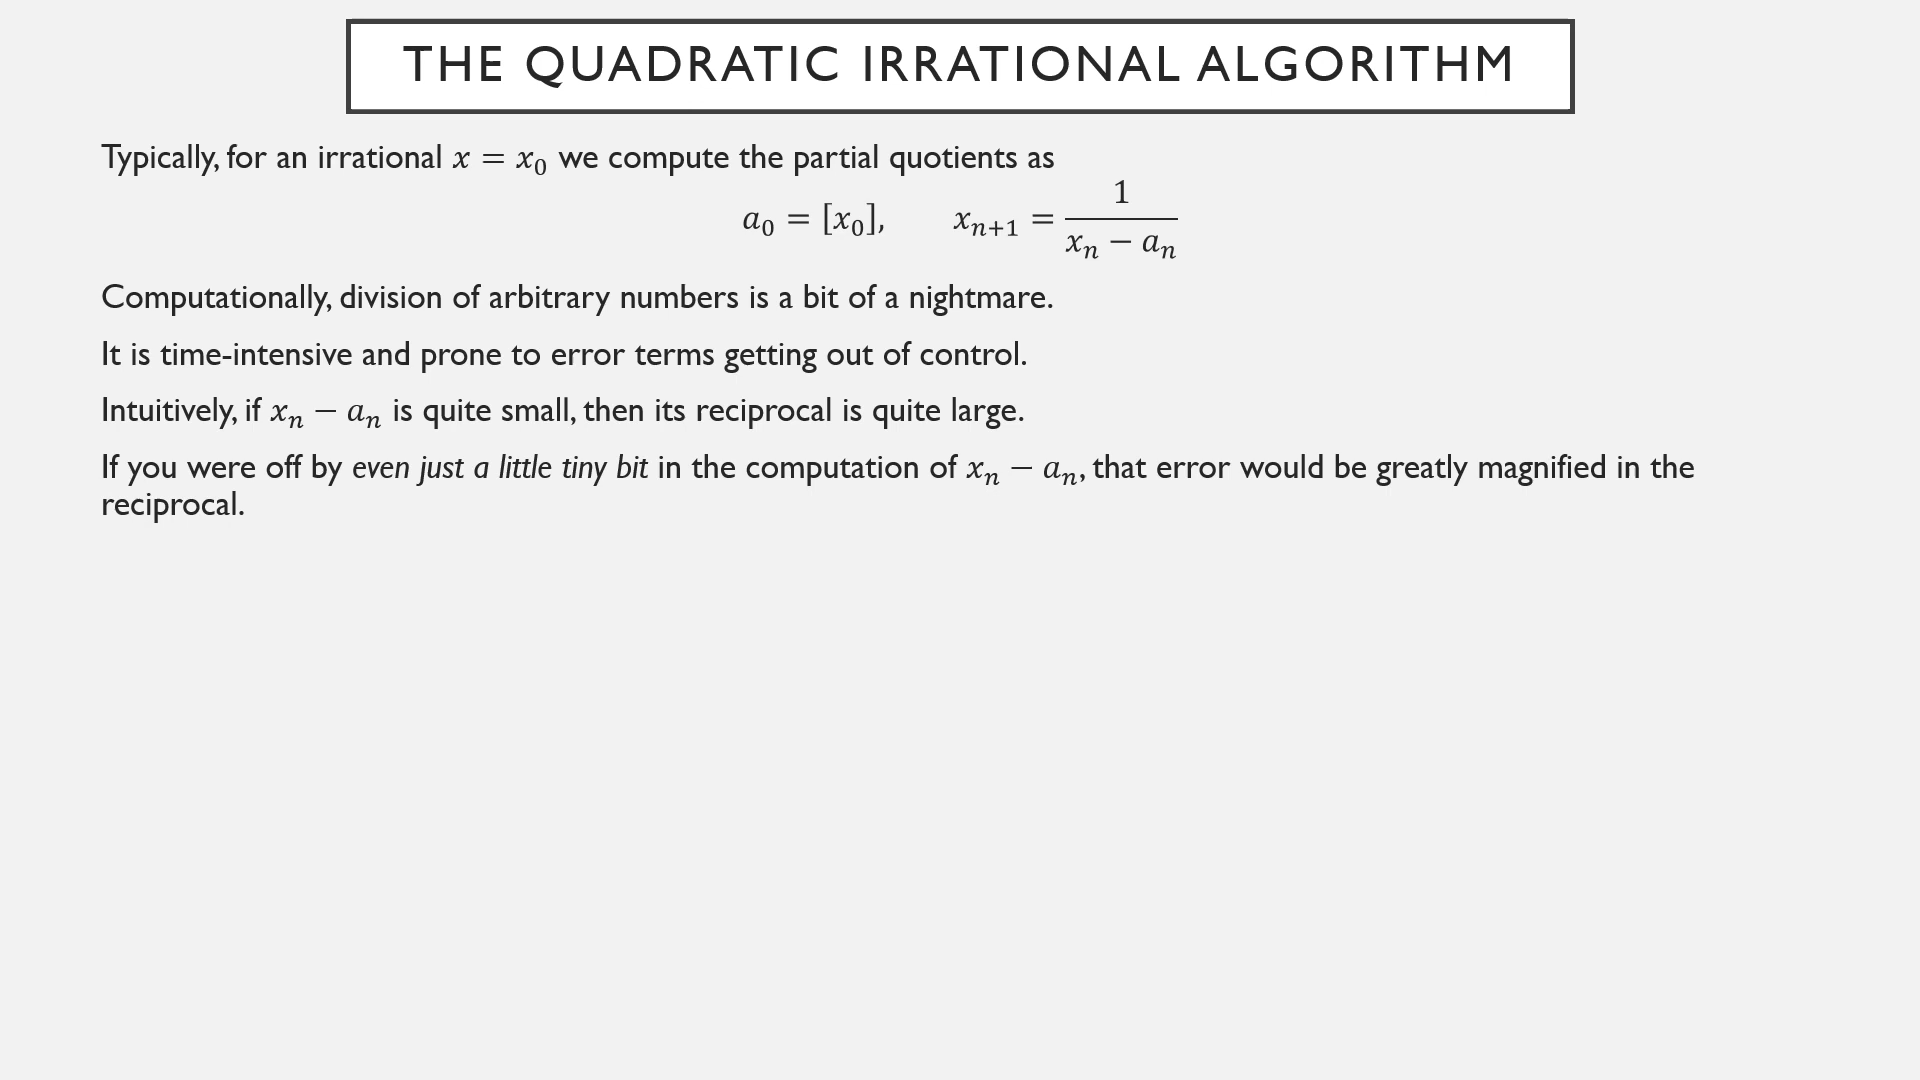 THE QUADRATIC IRRATIONAL ALGORITHM
Typically, for an irrational x = x₀ we compute the partial quotients as
a₀ = [x₀],  xₙ₊₁ = 1/(xₙ − aₙ)
Computationally, division of arbitrary numbers is a bit of a nightmare.
It is time-intensive and prone to error terms getting out of control.
Intuitively, if xₙ − aₙ is quite small, then its reciprocal is quite large.
If you were off by even just a little tiny bit in the computation of xₙ − aₙ, that error would be greatly magnified in the
reciprocal.